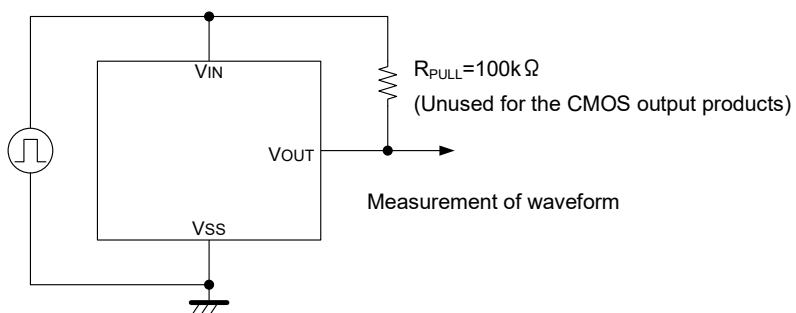 VIN
RPULL=100kΩ
(Unused for the CMOS output products)
VOUT
Measurement of waveform
VSS